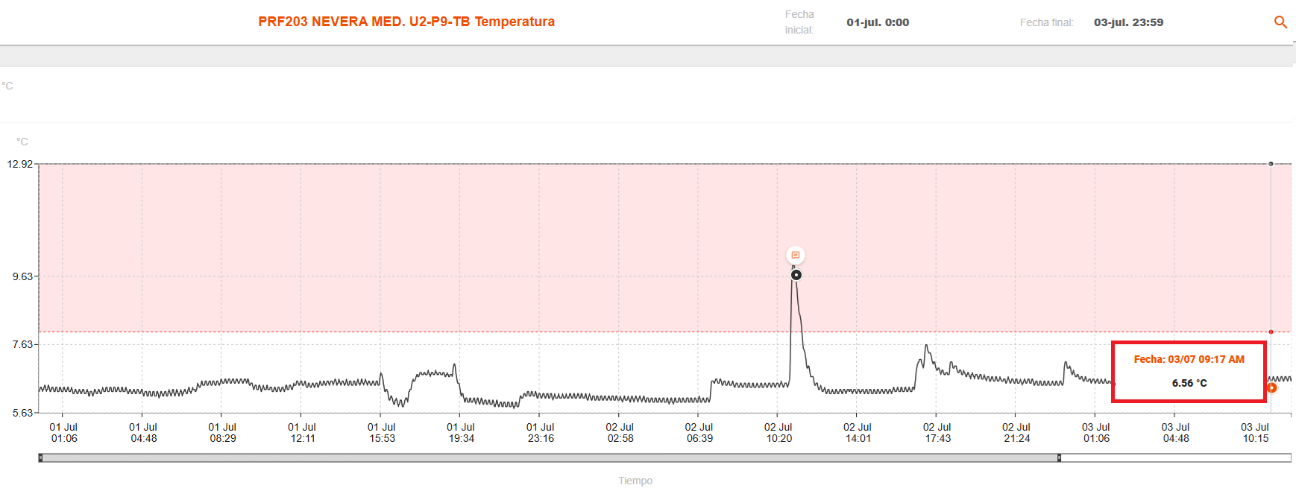 PRF203 NEVERA MED. U2-P9-TB Temperatura
Fecha
inicial:
01-jul. 0:00
Fecha final:
03-jul. 23:59
°C
°C
12.92
9.63
7.63
5.63
Fecha: 03/07 09:17 AM
6.56 °C
01 Jul
01:06
01 Jul
04:48
01 Jul
08:29
01 Jul
12:11
01 Jul
15:53
01 Jul
19:34
01 Jul
23:16
02 Jul
02:58
02 Jul
06:39
02 Jul
10:20
02 Jul
14:01
02 Jul
17:43
02 Jul
21:24
03 Jul
01:06
03 Jul
04:48
03 Jul
10:15
Tiempo